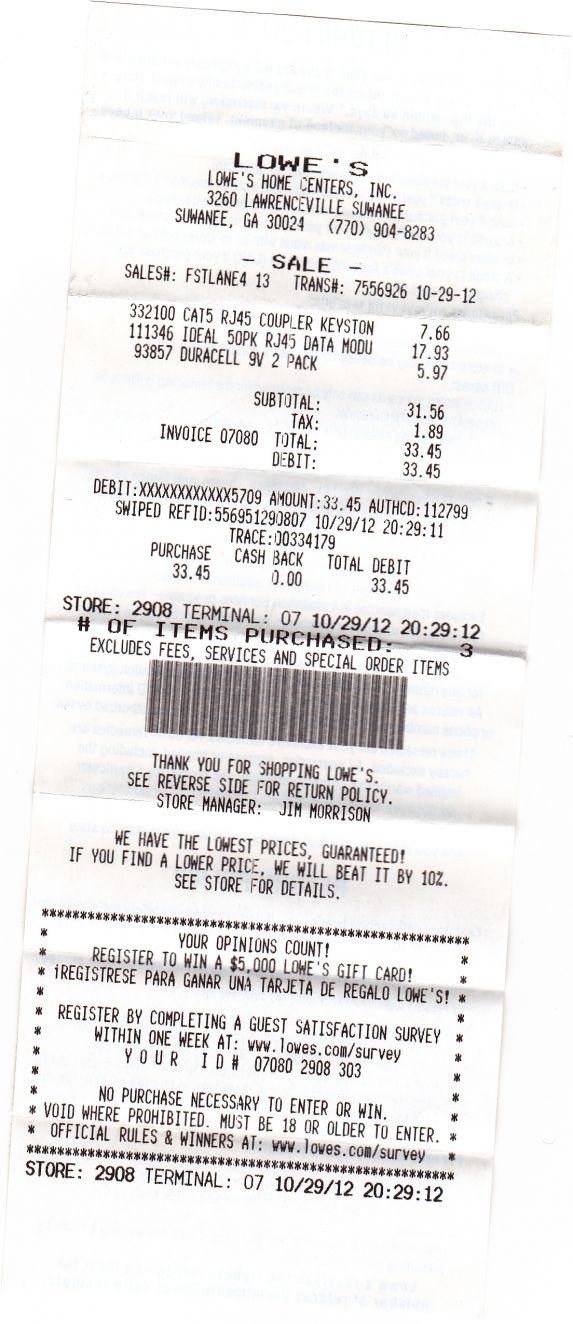 LOWE'S
LOWE'S HOME CENTERS, INC.
3260 LAWRENCEVILLE SUWANEE
SUWANEE, GA 30024 (770) 904-8283
- SALE -
SALES#: FSTLANE4 13 TRANS#: 7556926 10-29-12
332100 CAT5 RJ45 COUPLER KEYSTON 7.66
111346 IDEAL 50PK RJ45 DATA MODU 17.93
93857 DURACELL 9V 2 PACK 5.97
SUBTOTAL: 31.56
TAX: 1.89
INVOICE 07080 TOTAL: 33.45
DEBIT: 33.45
DEBIT:XXXXXXXXXXXX5709 AMOUNT:33.45 AUTHCD:112799
SWIPED REFID:556951290807 10/29/12 20:29:11
TRACE:00334179
PURCHASE CASH BACK TOTAL DEBIT
33.45 0.00 33.45
STORE: 2908 TERMINAL: 07 10/29/12 20:29:12
# OF ITEMS PURCHASED: 3
EXCLUDES FEES, SERVICES AND SPECIAL ORDER ITEMS
THANK YOU FOR SHOPPING LOWE'S.
SEE REVERSE SIDE FOR RETURN POLICY.
STORE MANAGER: JIM MORRISON
WE HAVE THE LOWEST PRICES, GUARANTEED!
IF YOU FIND A LOWER PRICE, WE WILL BEAT IT BY 10%.
SEE STORE FOR DETAILS.
****************************************************
* YOUR OPINIONS COUNT! *
* REGISTER TO WIN A $5,000 LOWE'S GIFT CARD! *
* ¡REGISTRESE PARA GANAR UNA TARJETA DE REGALO LOWE'S! *
* *
* REGISTER BY COMPLETING A GUEST SATISFACTION SURVEY *
* WITHIN ONE WEEK AT: www.lowes.com/survey *
* Y O U R I D # 07080 2908 303 *
* *
* NO PURCHASE NECESSARY TO ENTER OR WIN. *
* VOID WHERE PROHIBITED. MUST BE 18 OR OLDER TO ENTER. *
* OFFICIAL RULES & WINNERS AT: www.lowes.com/survey *
****************************************************
STORE: 2908 TERMINAL: 07 10/29/12 20:29:12